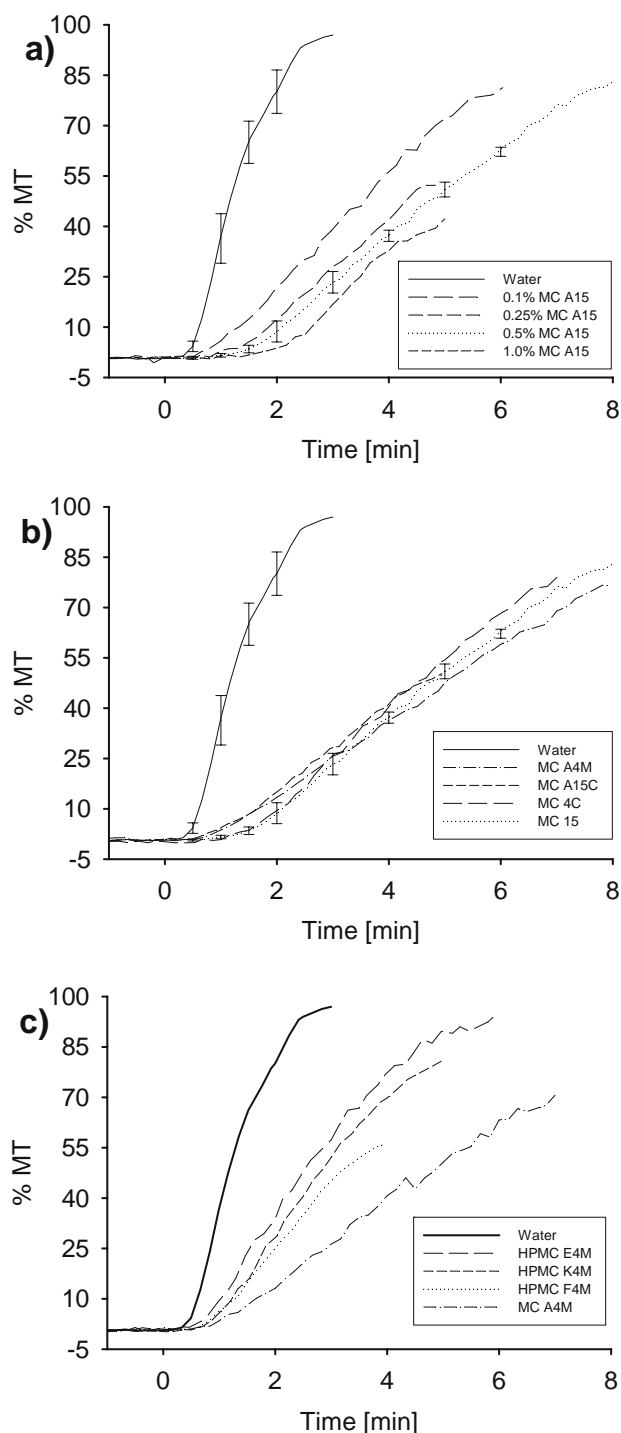 a)
100
85
70
55
40
25
10
-5
% MT
Water
0.1% MC A15
0.25% MC A15
0.5% MC A15
1.0% MC A15
0 2 4 6 8
Time [min]
b)
100
85
70
55
40
25
10
-5
% MT
Water
MC A4M
MC A15C
MC 4C
MC 15
0 2 4 6 8
Time [min]
c)
100
85
70
55
40
25
10
-5
% MT
Water
HPMC E4M
HPMC K4M
HPMC F4M
MC A4M
0 2 4 6 8
Time [min]